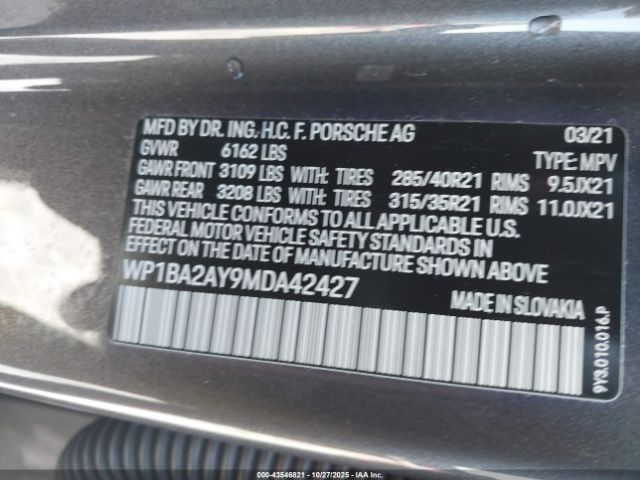 MFD BY DR. ING. H.C. F. PORSCHE AG 03/21
GVWR 6162 LBS TYPE: MPV
GAWR FRONT 3109 LBS WITH: TIRES 285/40R21 RIMS 9.5JX21
GAWR REAR 3208 LBS WITH: TIRES 315/35R21 RIMS 11.0JX21
THIS VEHICLE CONFORMS TO ALL APPLICABLE U.S.
FEDERAL MOTOR VEHICLE SAFETY STANDARDS IN
EFFECT ON THE DATE OF MANUFACTURE SHOWN ABOVE.
WP1BA2AY9MDA42427 MADE IN SLOVAKIA
9Y3.010.016.P
© - 43546821 - 10/27/2025 - IAAI.COM